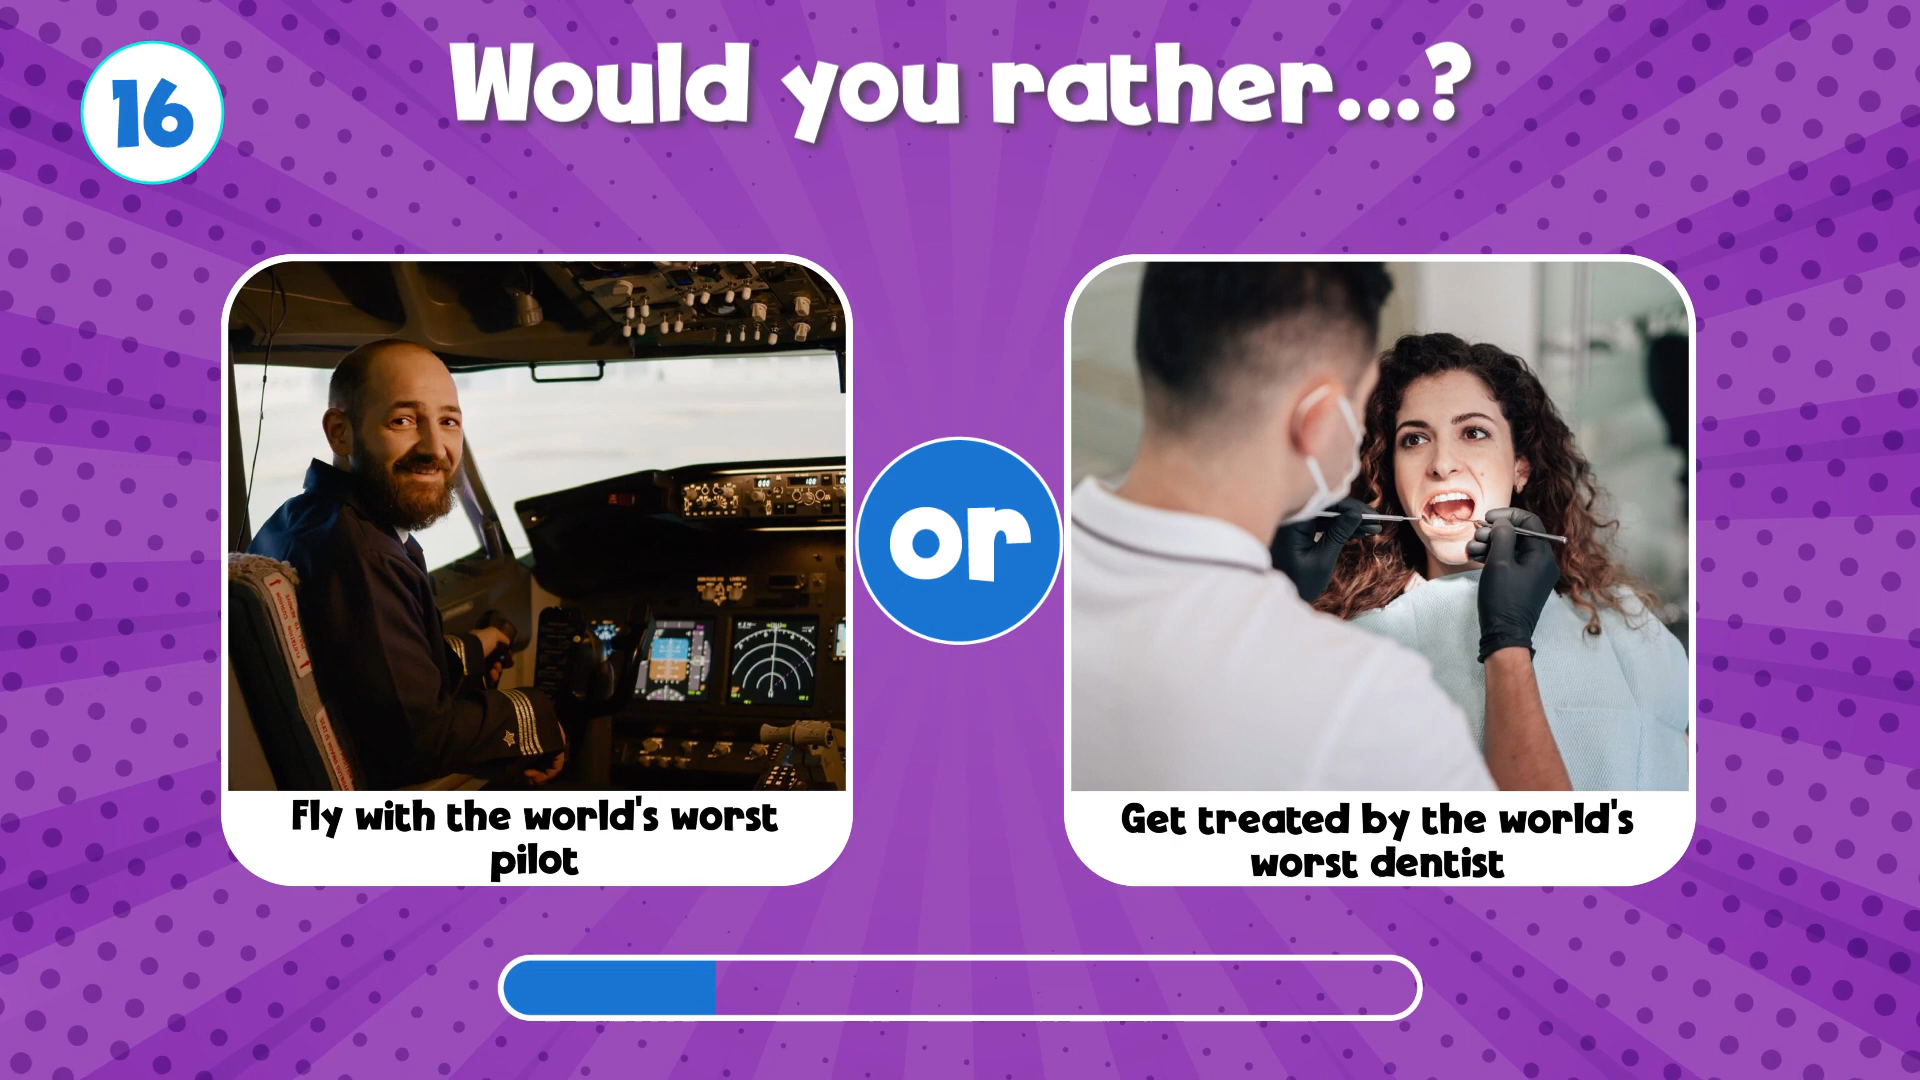 16
Would you rather...?
or
Fly with the world's worst
pilot
Get treated by the world's
worst dentist